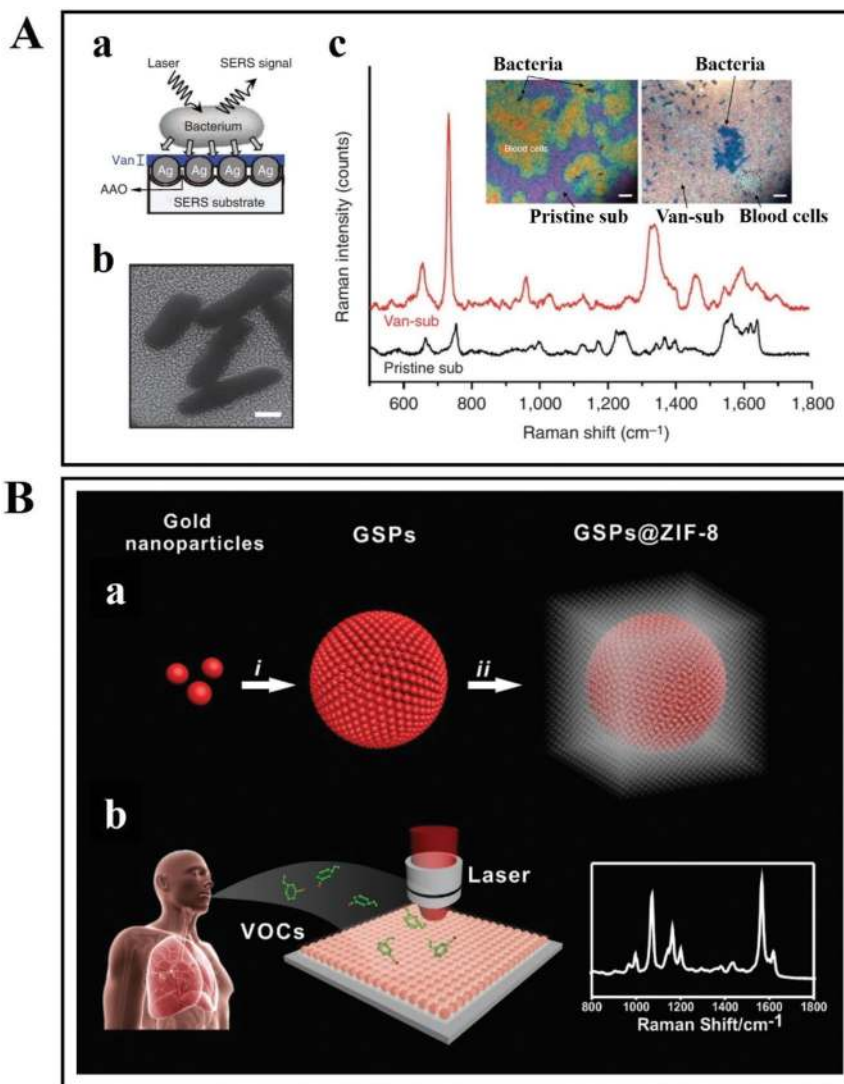 A
a
Laser
SERS signal
Bacterium
Van
Ag Ag Ag Ag
AAO
SERS substrate
b
c
Bacteria
Bacteria
Blood cells
Pristine sub
Van-sub
Blood cells
Raman intensity (counts)
Van-sub
Pristine sub
600 800 1,000 1,200 1,400 1,600 1,800
Raman shift (cm⁻¹)
B
Gold
nanoparticles
GSPs
GSPs@ZIF-8
a
i
ii
b
VOCs
Laser
800 1000 1200 1400 1600 1800
Raman Shift/cm⁻¹